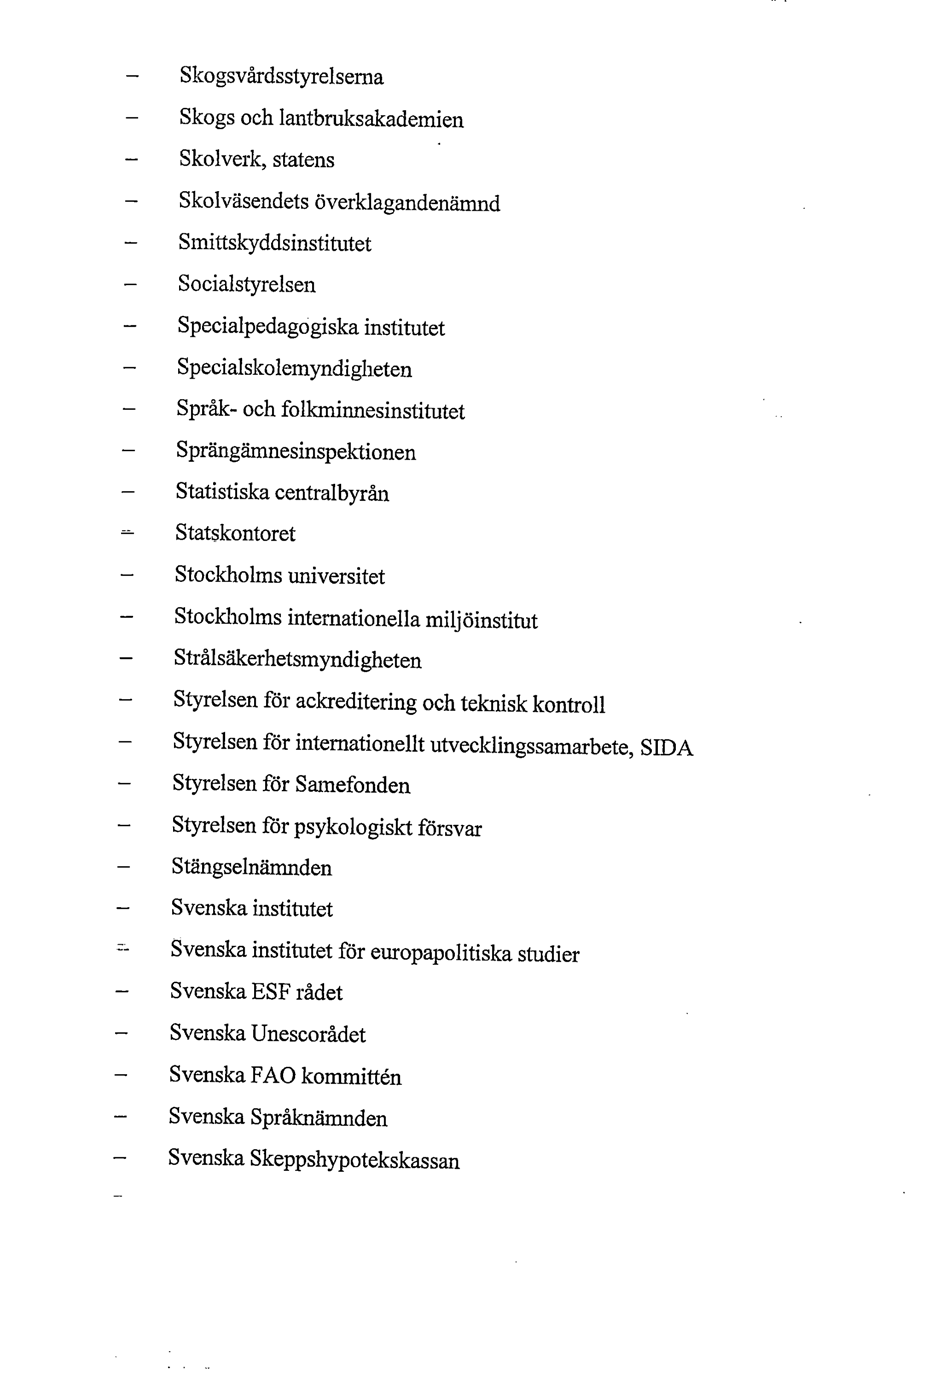 – Skogsvårdsstyrelserna
– Skogs och lantbruksakademien
– Skolverk, statens
– Skolväsendets överklagandenämnd
– Smittskyddsinstitutet
– Socialstyrelsen
– Specialpedagogiska institutet
– Specialskolemyndigheten
– Språk- och folkminnesinstitutet
– Sprängämnesinspektionen
– Statistiska centralbyrån
– Statskontoret
– Stockholms universitet
– Stockholms internationella miljöinstitut
– Strålsäkerhetsmyndigheten
– Styrelsen för ackreditering och teknisk kontroll
– Styrelsen för internationellt utvecklingssamarbete, SIDA
– Styrelsen för Samefonden
– Styrelsen för psykologiskt försvar
– Stängselnämnden
– Svenska institutet
– Svenska institutet för europapolitiska studier
– Svenska ESF rådet
– Svenska Unescorådet
– Svenska FAO kommittén
– Svenska Språknämnden
– Svenska Skeppshypotekskassan
–